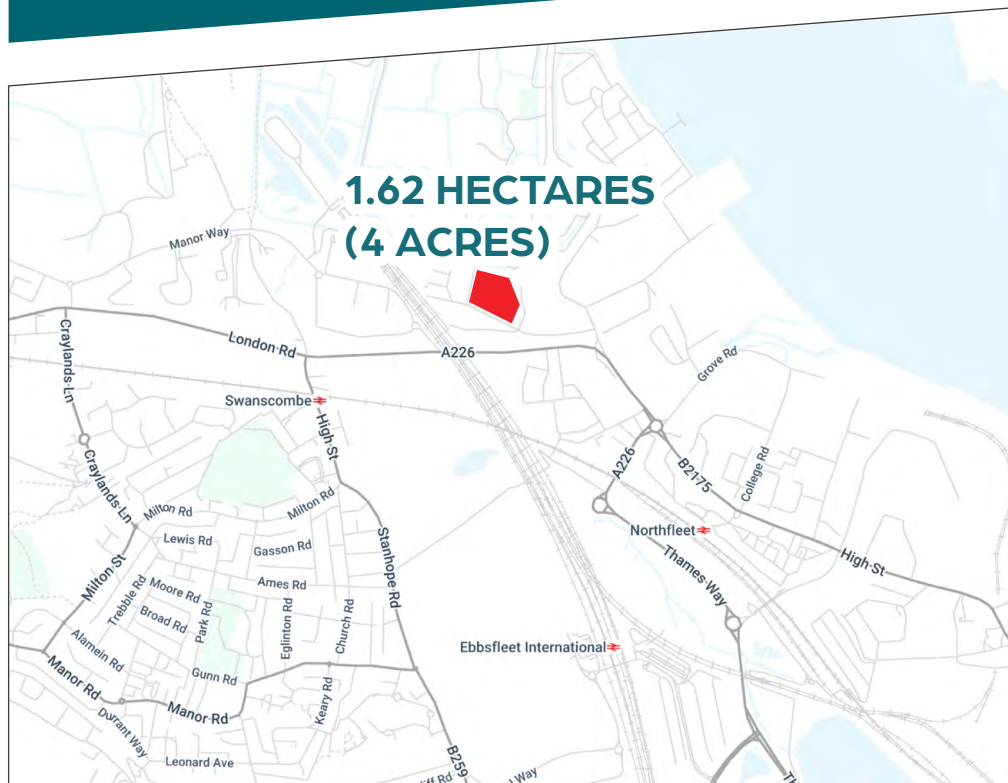 1.62 HECTARES
(4 ACRES)
Manor Way
Craylands Ln
London Rd
A226
Grove Rd
Swanscombe
High St
A226
B2175
College Rd
Craylands Ln
Milton Rd
Milton Rd
Lewis Rd
Gasson Rd
Northfleet
High St
Milton St
Stanhope Rd
Thames Way
Trebble Rd
Moore Rd
Ames Rd
Broad Rd
Park Rd
Eglinton Rd
Church Rd
Alamein Rd
Ebbsfleet International
Manor Rd
Gunn Rd
Keary Rd
Manor Rd
Durrant Way
Leonard Ave
B259
Rd
Way